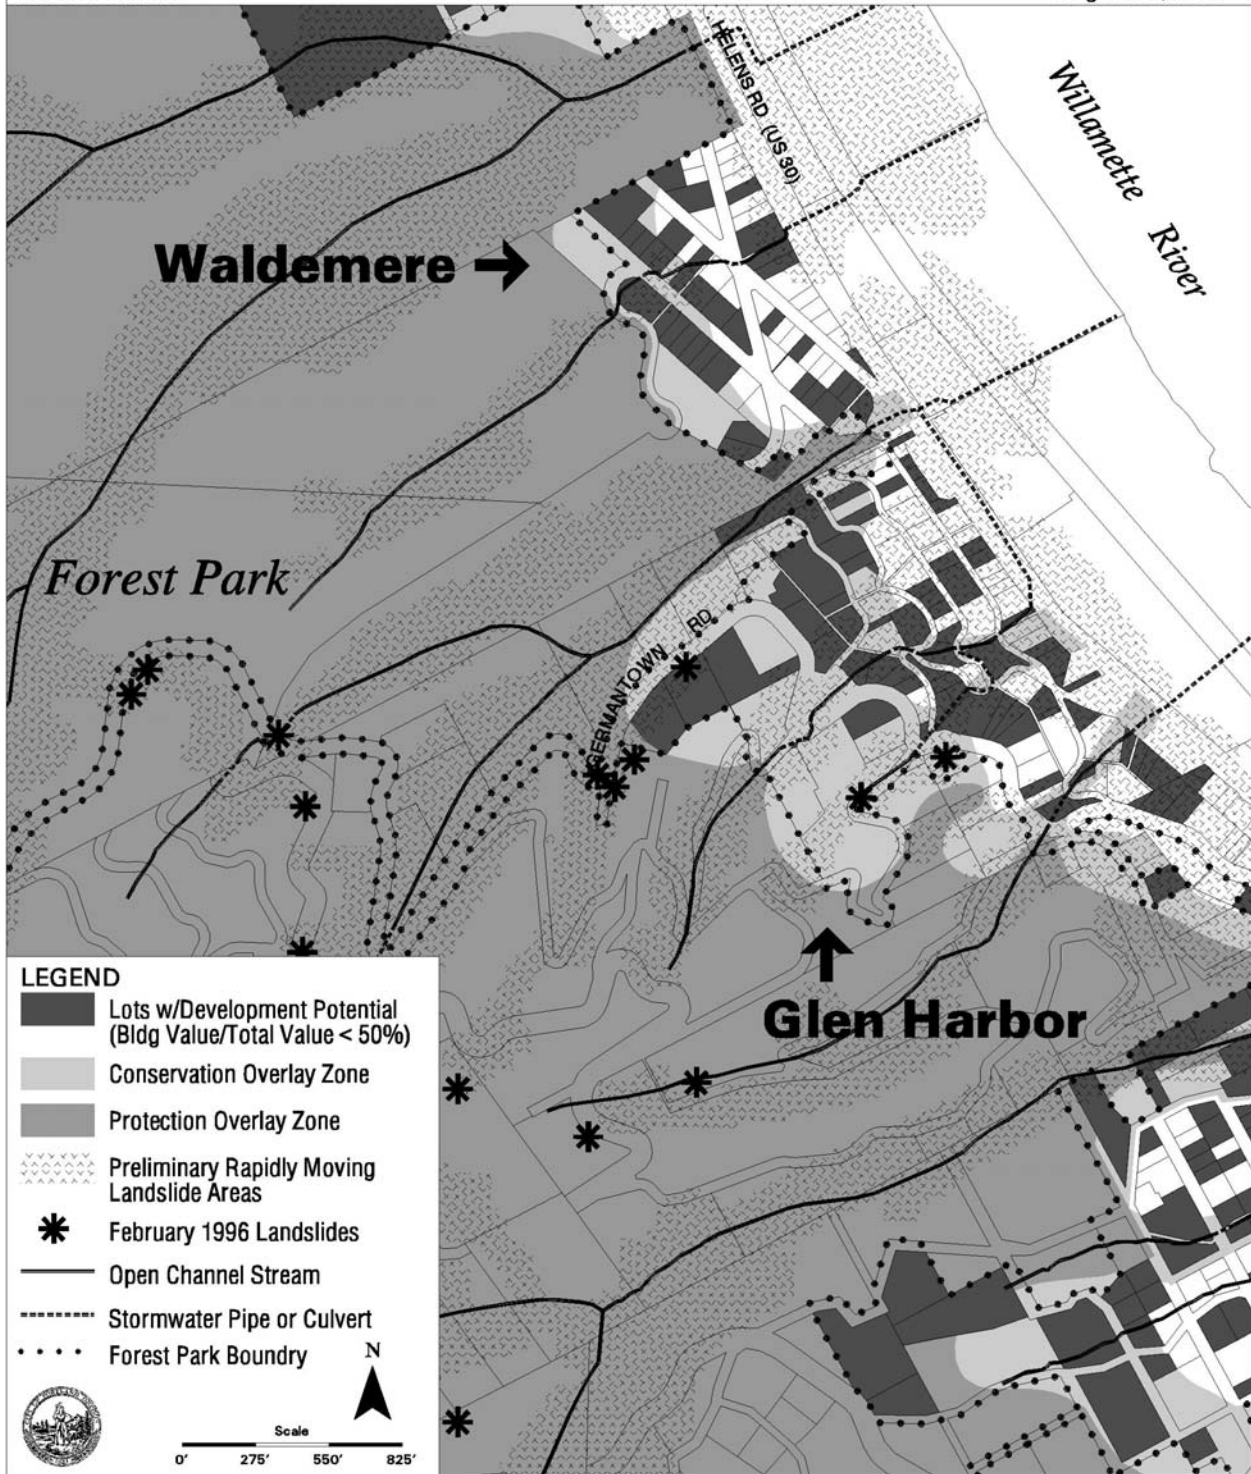 HELENS RD (US 30)
Willamette
River
Waldemere
Forest Park
GERMANTOWN RD
Glen Harbor
LEGEND
Lots w/Development Potential
(Bldg Value/Total Value < 50%)
Conservation Overlay Zone
Protection Overlay Zone
Preliminary Rapidly Moving
Landslide Areas
February 1996 Landslides
Open Channel Stream
Stormwater Pipe or Culvert
Forest Park Boundry
N
Scale
0' 275' 550' 825'